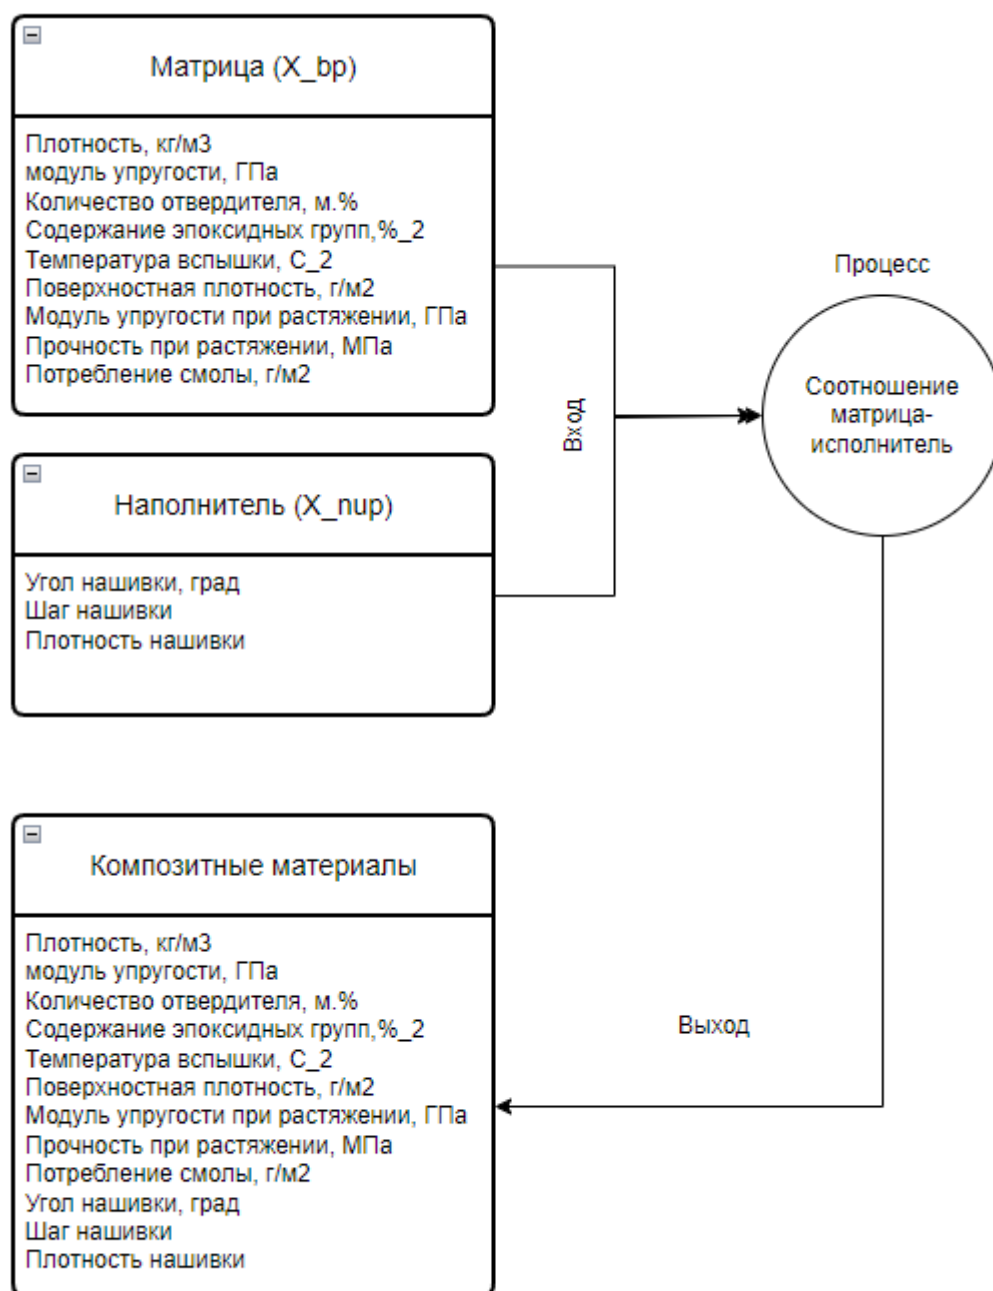 Матрица (X_bp)
Плотность, кг/м3
модуль упругости, ГПа
Количество отвердителя, м.%
Содержание эпоксидных групп,%_2
Температура вспышки, С_2
Поверхностная плотность, г/м2
Модуль упругости при растяжении, ГПа
Прочность при растяжении, МПа
Потребление смолы, г/м2
Наполнитель (X_nup)
Угол нашивки, град
Шаг нашивки
Плотность нашивки
Вход
Процесс
Соотношение
матрица-
исполнитель
Выход
Композитные материалы
Плотность, кг/м3
модуль упругости, ГПа
Количество отвердителя, м.%
Содержание эпоксидных групп,%_2
Температура вспышки, С_2
Поверхностная плотность, г/м2
Модуль упругости при растяжении, ГПа
Прочность при растяжении, МПа
Потребление смолы, г/м2
Угол нашивки, град
Шаг нашивки
Плотность нашивки